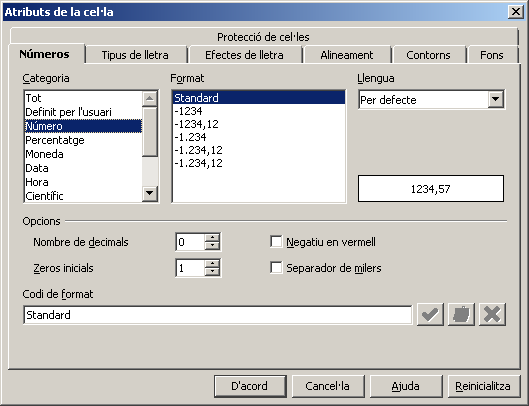 Atributs de la cel·la
Protecció de cel·les
Números
Tipus de lletra
Efectes de lletra
Alineament
Contorns
Fons
Categoria
Format
Llengua
Tot
Definit per l'usuari
Número
Percentatge
Moneda
Data
Hora
Científic
Standard
-1234
-1234,12
-1.234
-1.234,12
-1.234,12
Per defecte
1234,57
Opcions
Nombre de decimals
0
Negatiu en vermell
Zeros inicials
1
Separador de milers
Codi de format
Standard
D'acord
Cancel·la
Ajuda
Reinicialitza